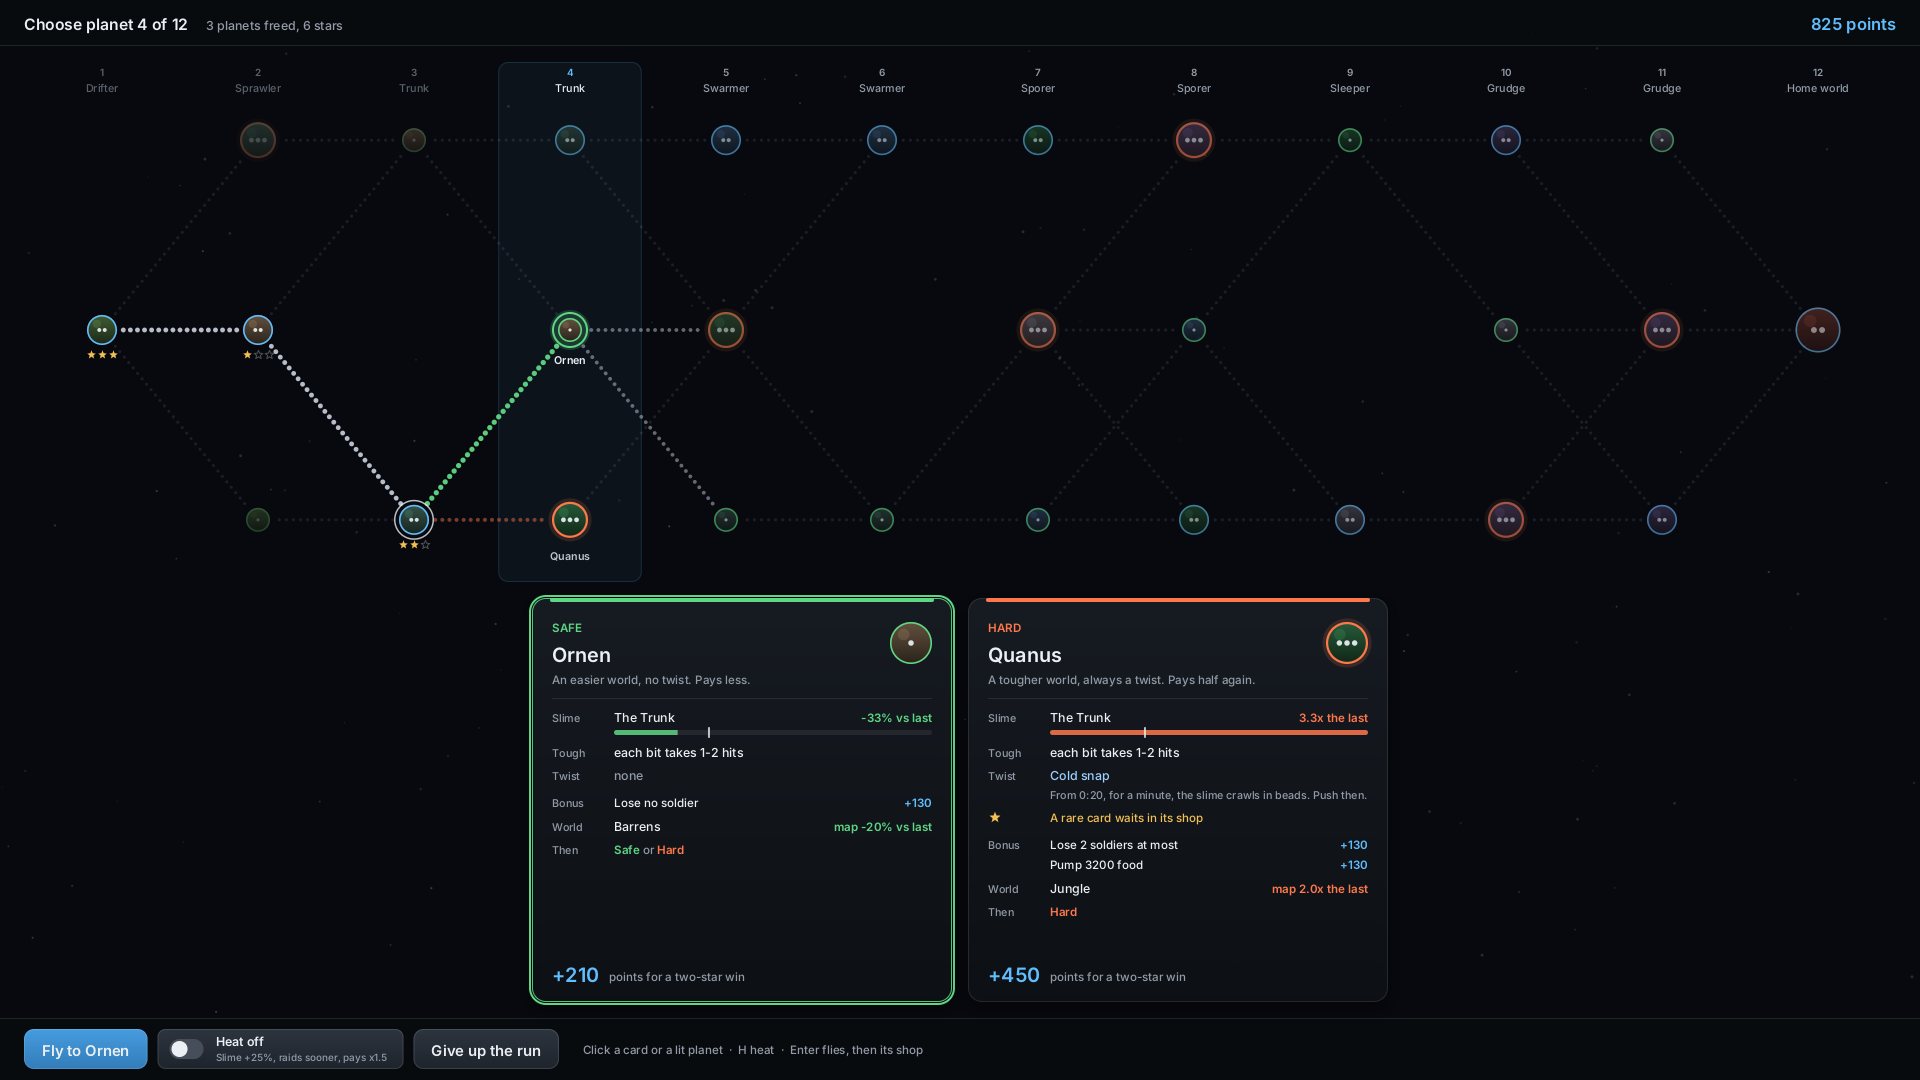 Choose planet 4 of 12
3 planets freed, 6 stars
825 points
1
Drifter
2
Sprawler
3
Trunk
4
Trunk
5
Swarmer
6
Swarmer
7
Sporer
8
Sporer
9
Sleeper
10
Grudge
11
Grudge
12
Home world
Ornen
Quanus
SAFE
Ornen
An easier world, no twist. Pays less.
Slime The Trunk -33% vs last
Tough each bit takes 1-2 hits
Twist none
Bonus Lose no soldier +130
World Barrens map -20% vs last
Then Safe or Hard
+210 points for a two-star win
HARD
Quanus
A tougher world, always a twist. Pays half again.
Slime The Trunk 3.3x the last
Tough each bit takes 1-2 hits
Twist Cold snap
From 0:20, for a minute, the slime crawls in beads. Push then.
★ A rare card waits in its shop
Bonus Lose 2 soldiers at most +130
Pump 3200 food +130
World Jungle map 2.0x the last
Then Hard
+450 points for a two-star win
Fly to Ornen
Heat off
Slime +25%, raids sooner, pays x1.5
Give up the run
Click a card or a lit planet · H heat · Enter flies, then its shop